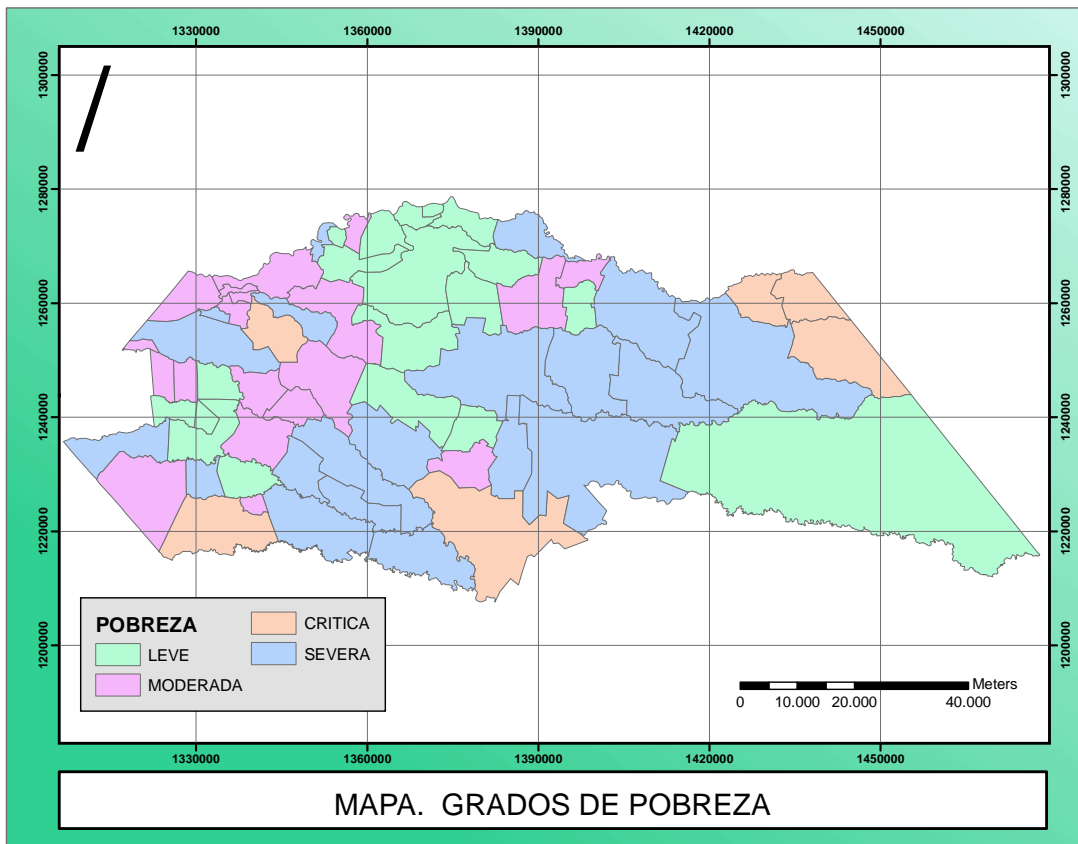 1330000 1360000 1390000 1420000 1450000
1300000 1300000
1280000 1280000
1260000 1260000
1240000 1240000
1220000 1220000
1200000 1200000
POBREZA
LEVE
MODERADA
CRITICA
SEVERA
Meters
0 10.000 20.000 40.000
1330000 1360000 1390000 1420000 1450000
MAPA. GRADOS DE POBREZA